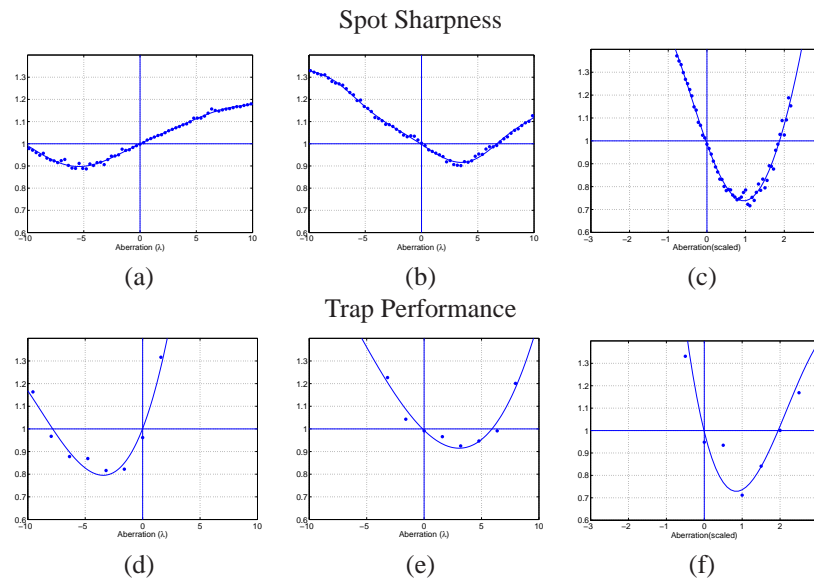 Spot Sharpness
1.3
1.2
1.1
1
0.9
0.8
0.7
0.6
−10 −5 0 5 10
Aberration (λ)
(a)
1.3
1.2
1.1
1
0.9
0.8
0.7
0.6
−10 −5 0 5 10
Aberration (λ)
(b)
1.3
1.2
1.1
1
0.9
0.8
0.7
0.6
−3 −2 −1 0 1 2
Aberration(scaled)
(c)
Trap Performance
1.3
1.2
1.1
1
0.9
0.8
0.7
0.6
−10 −5 0 5 10
Aberration (λ)
(d)
1.3
1.2
1.1
1
0.9
0.8
0.7
0.6
−10 −5 0 5 10
Aberration (λ)
(e)
1.3
1.2
1.1
1
0.9
0.8
0.7
0.6
−3 −2 −1 0 1 2
Aberration(scaled)
(f)